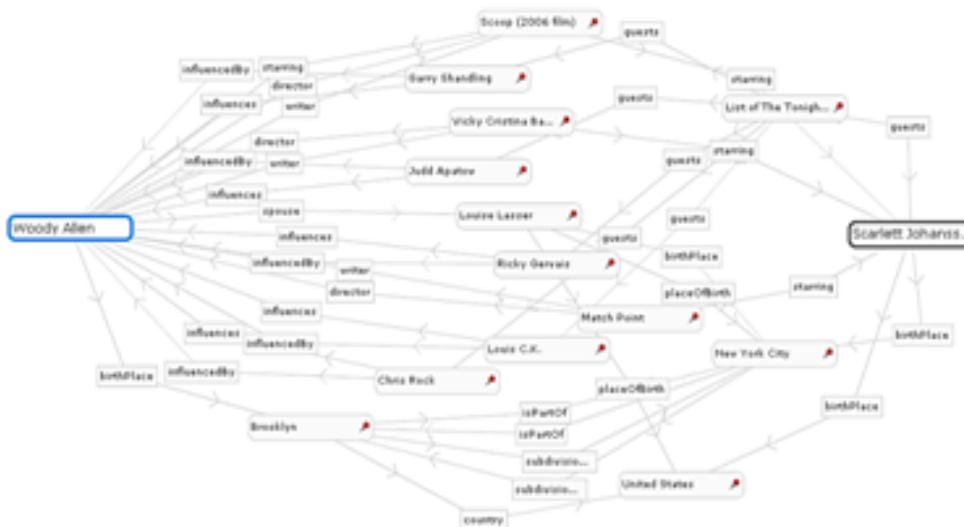 Scoop (2006 film)
guests
influencedBy
starring
Garry Shandling
starring
director
influences
writer
guests
List of The Tonigh...
Vicky Cristina Ba...
guests
director
starring
influencedBy
writer
guests
Judd Apatow
influences
spouse
Louise Lasser
guests
Woody Allen
Scarlett Johanss...
influences
guests
birthPlace
influencedBy
writer
Ricky Gervais
director
placeOfBirth
starring
influences
Match Point
influences
influencedBy
Louis C.K.
New York City
birthPlace
birthPlace
influencedBy
Chris Rock
placeOfBirth
birthPlace
isPartOf
Brooklyn
isPartOf
subdivisio...
subdivisio...
United States
country